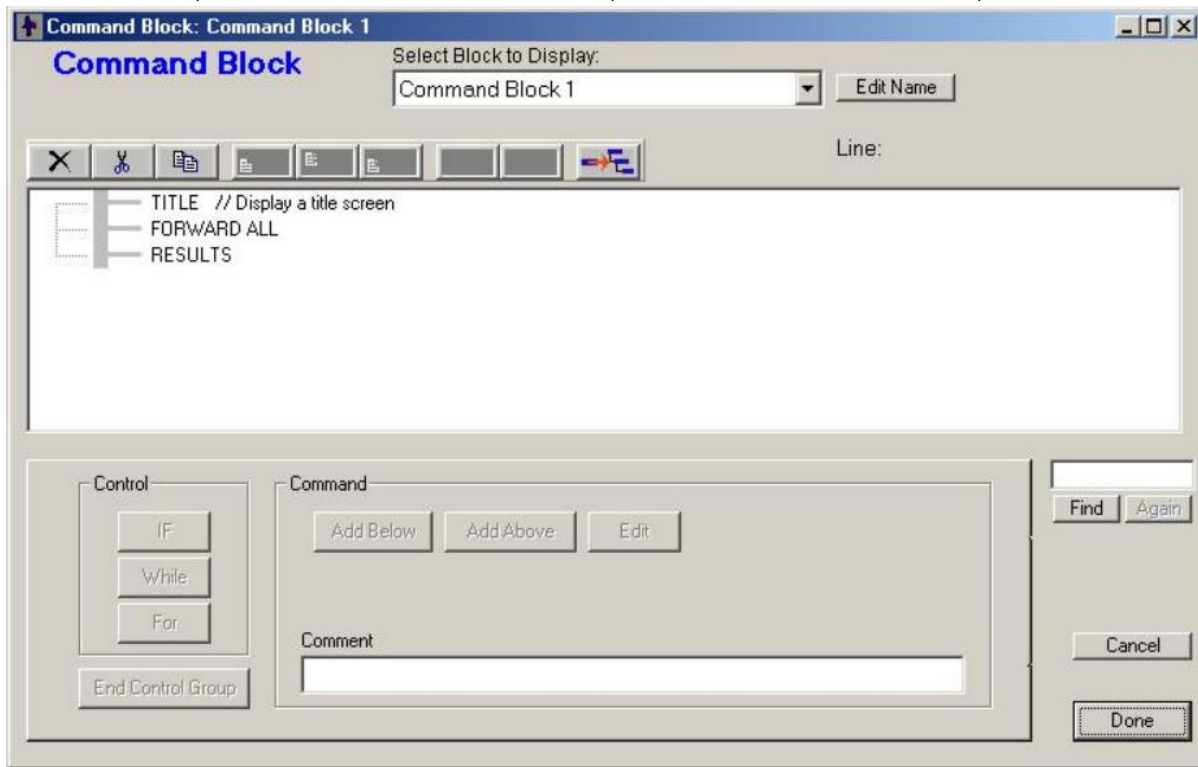 Command Block: Command Block 1
Command Block
Select Block to Display:
Command Block 1
Edit Name
Line:
TITLE // Display a title screen
FORWARD ALL
RESULTS
Control
IF
While
For
End Control Group
Command
Add Below
Add Above
Edit
Comment
Find
Again
Cancel
Done